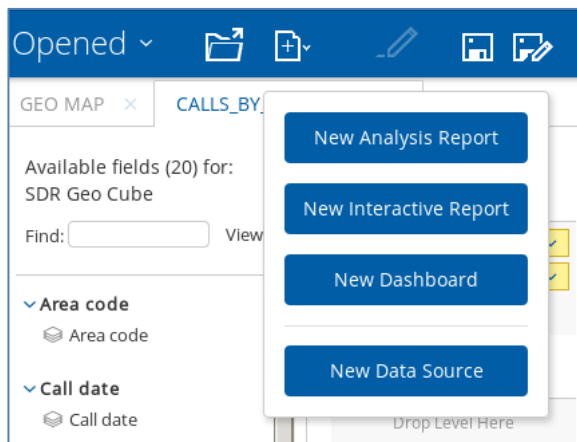 Opened
GEO MAP
CALLS_BY_
New Analysis Report
Available fields (20) for:
SDR Geo Cube
New Interactive Report
Find:
View
New Dashboard
Area code
Area code
New Data Source
Call date
Call date
Drop Level Here